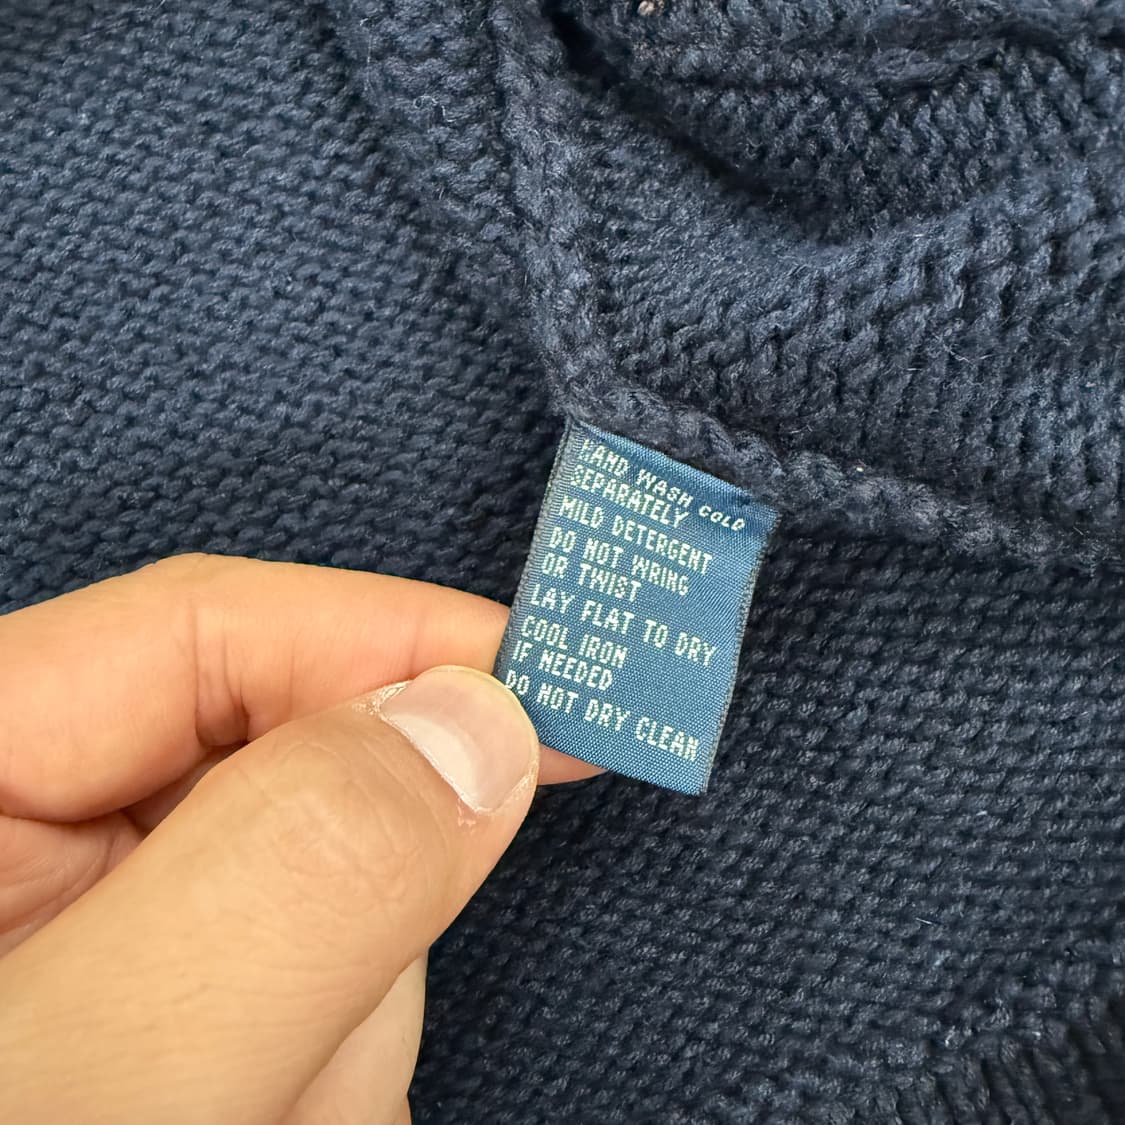 HAND WASH COLD
SEPARATELY
MILD DETERGENT
DO NOT WRING
OR TWIST
LAY FLAT TO DRY
COOL IRON
IF NEEDED
DO NOT DRY CLEAN